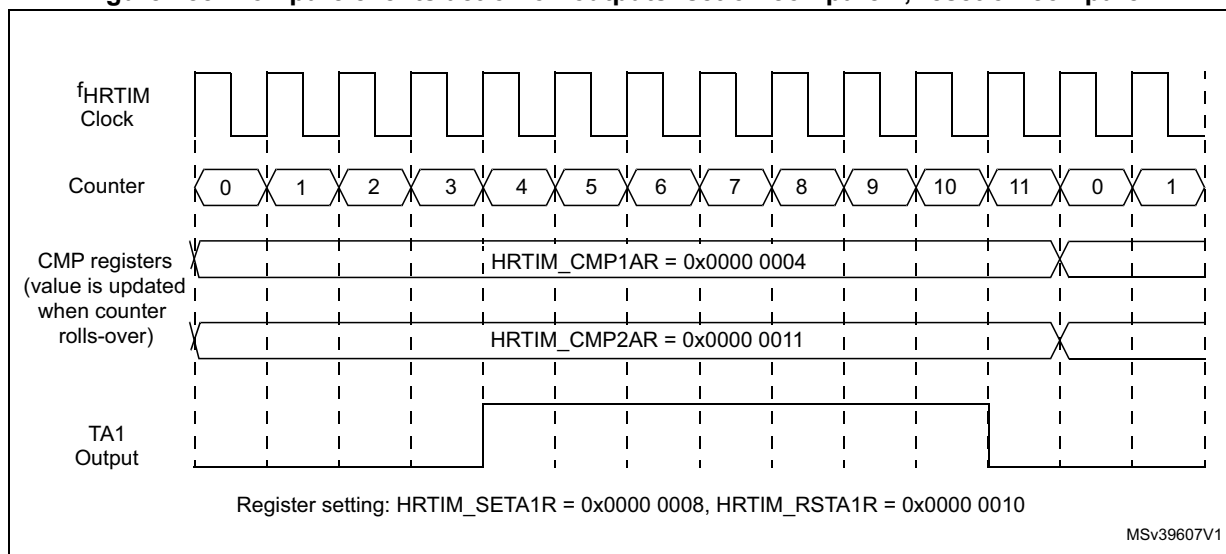 fHRTIM
Clock
Counter
0 1 2 3 4 5 6 7 8 9 10 11 0 1
CMP registers
(value is updated
when counter
rolls-over)
HRTIM_CMP1AR = 0x0000 0004
HRTIM_CMP2AR = 0x0000 0011
TA1
Output
Register setting: HRTIM_SETA1R = 0x0000 0008, HRTIM_RSTA1R = 0x0000 0010
MSv39607V1